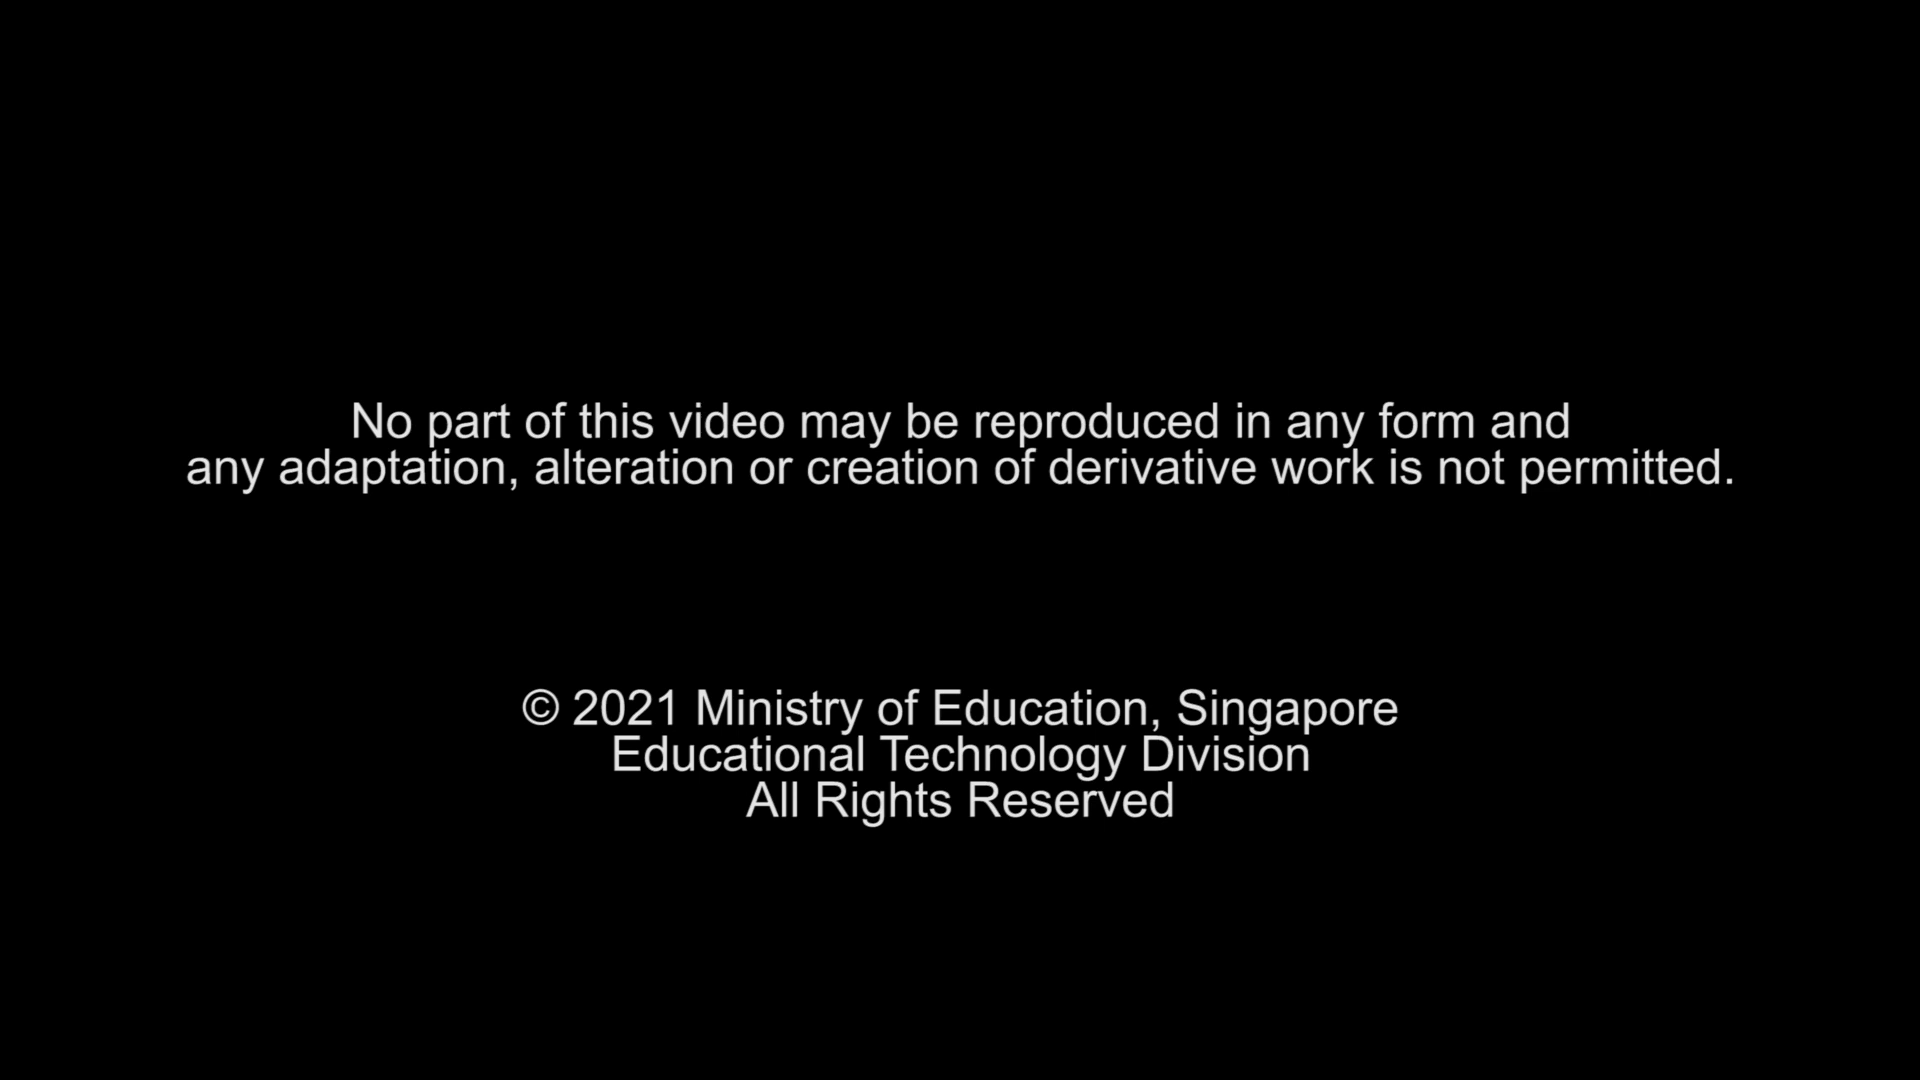 No part of this video may be reproduced in any form and
any adaptation, alteration or creation of derivative work is not permitted.
© 2021 Ministry of Education, Singapore
Educational Technology Division
All Rights Reserved